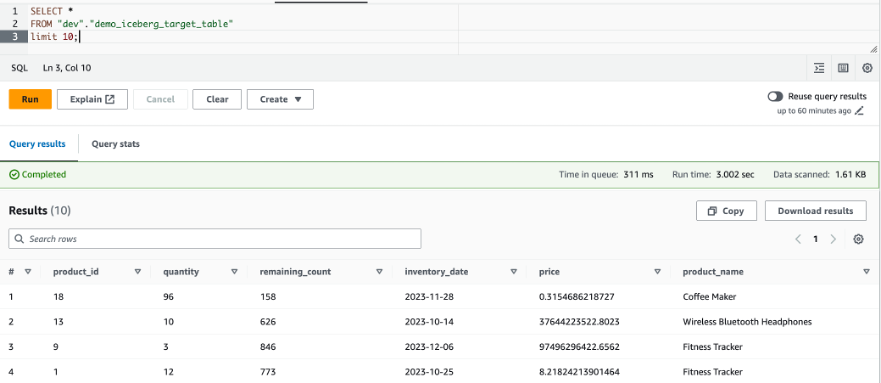 1 SELECT *
2 FROM "dev"."demo_iceberg_target_table"
3 limit 10;
SQL Ln 3, Col 10
Run Explain Cancel Clear Create Reuse query results
up to 60 minutes ago
Query results Query stats
Completed Time in queue: 311 ms Run time: 3.002 sec Data scanned: 1.61 KB
Results (10) Copy Download results
Search rows 1
# product_id quantity remaining_count inventory_date price product_name
1 18 96 158 2023-11-28 0.3154686218727 Coffee Maker
2 13 10 626 2023-10-14 37644223522.8023 Wireless Bluetooth Headphones
3 9 3 846 2023-12-06 97496296422.6562 Fitness Tracker
4 1 12 773 2023-10-25 8.21824213901464 Fitness Tracker